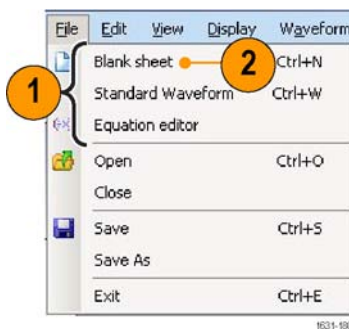 File Edit View Display Waveform
Blank sheet 2 Ctrl+N
1
Standard Waveform Ctrl+W
Equation editor
Open Ctrl+O
Close
Save Ctrl+S
Save As
Exit Ctrl+E